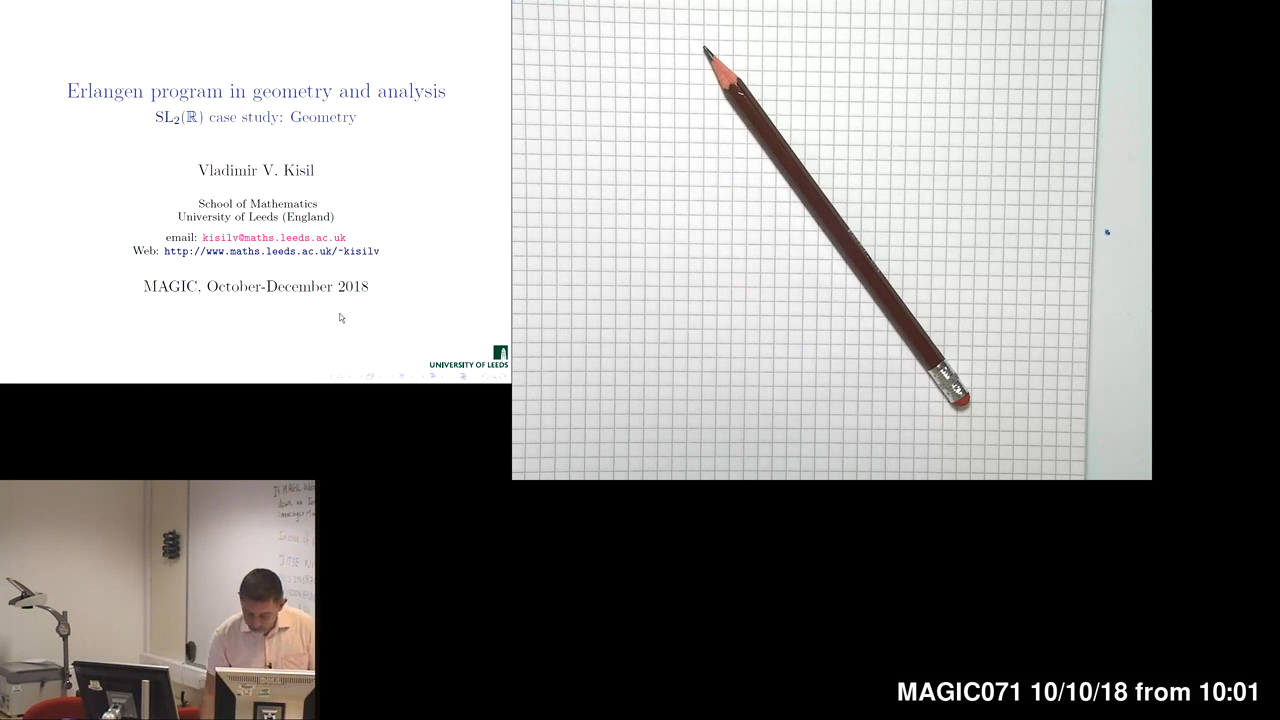 Erlangen program in geometry and analysis
SL₂(ℝ) case study: Geometry
Vladimir V. Kisil
School of Mathematics
University of Leeds (England)
email: kisilv@maths.leeds.ac.uk
Web: http://www.maths.leeds.ac.uk/~kisilv
MAGIC, October-December 2018
UNIVERSITY OF LEEDS
If MAGIC
MAGIC071 10/10/18 from 10:01